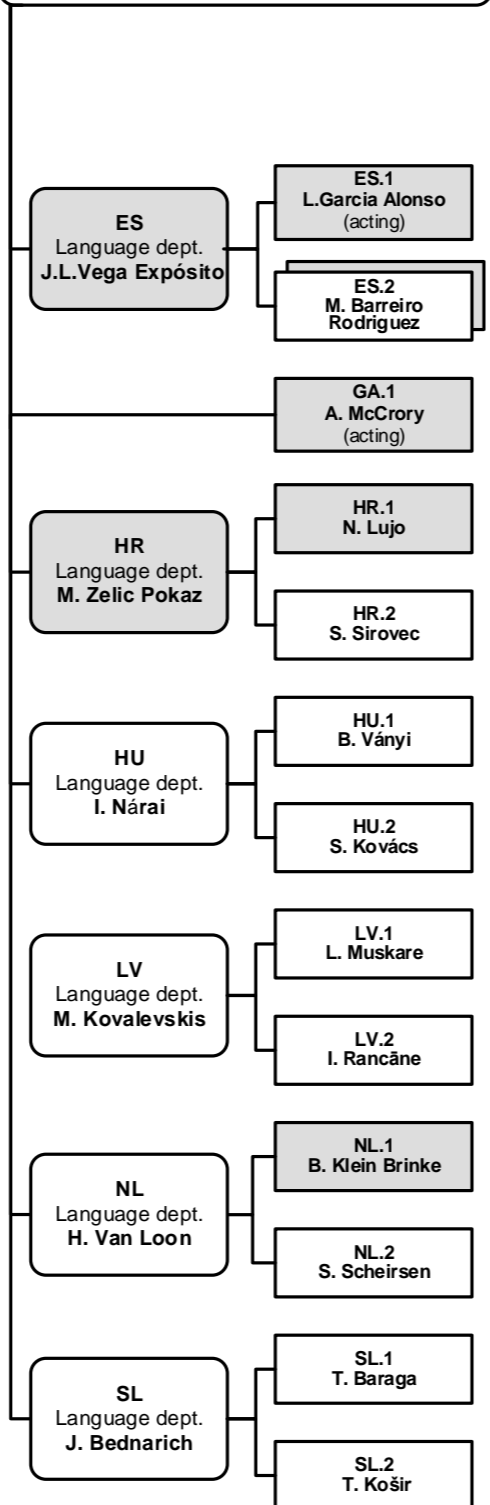 ES
Language dept.
J.L.Vega Expósito
ES.1
L.Garcia Alonso
(acting)
ES.2
M. Barreiro
Rodriguez
GA.1
A. McCrory
(acting)
HR
Language dept.
M. Zelic Pokaz
HR.1
N. Lujo
HR.2
S. Sirovec
HU
Language dept.
I. Nárai
HU.1
B. Ványi
HU.2
S. Kovács
LV
Language dept.
M. Kovalevskis
LV.1
L. Muskare
LV.2
I. Rancāne
NL
Language dept.
H. Van Loon
NL.1
B. Klein Brinke
NL.2
S. Scheirsen
SL
Language dept.
J. Bednarich
SL.1
T. Baraga
SL.2
T. Košir